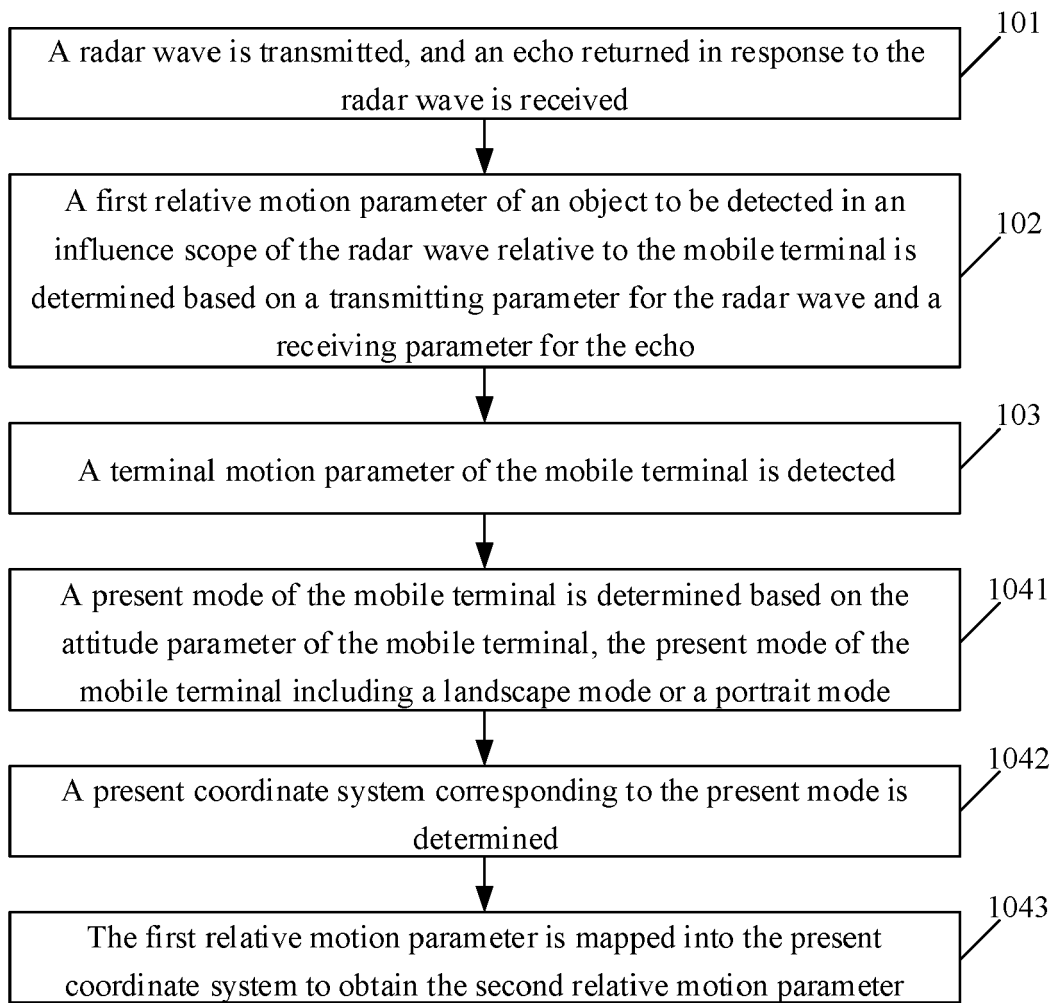 101
A radar wave is transmitted, and an echo returned in response to the
radar wave is received
102
A first relative motion parameter of an object to be detected in an
influence scope of the radar wave relative to the mobile terminal is
determined based on a transmitting parameter for the radar wave and a
receiving parameter for the echo
103
A terminal motion parameter of the mobile terminal is detected
1041
A present mode of the mobile terminal is determined based on the
attitude parameter of the mobile terminal, the present mode of the
mobile terminal including a landscape mode or a portrait mode
1042
A present coordinate system corresponding to the present mode is
determined
1043
The first relative motion parameter is mapped into the present
coordinate system to obtain the second relative motion parameter